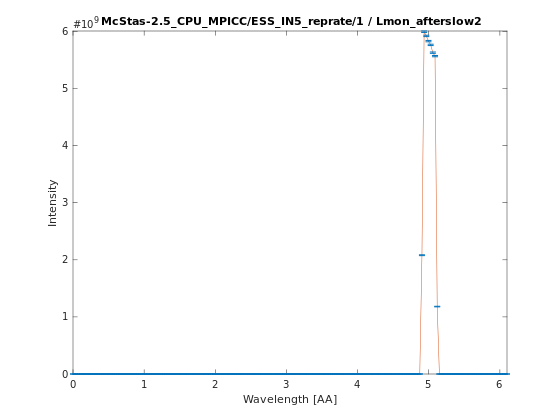 #10^9 McStas-2.5_CPU_MPICC/ESS_IN5_reprate/1 / Lmon_afterslow2
6
5
4
3
2
1
0
Intensity
0 1 2 3 4 5 6
Wavelength [AA]